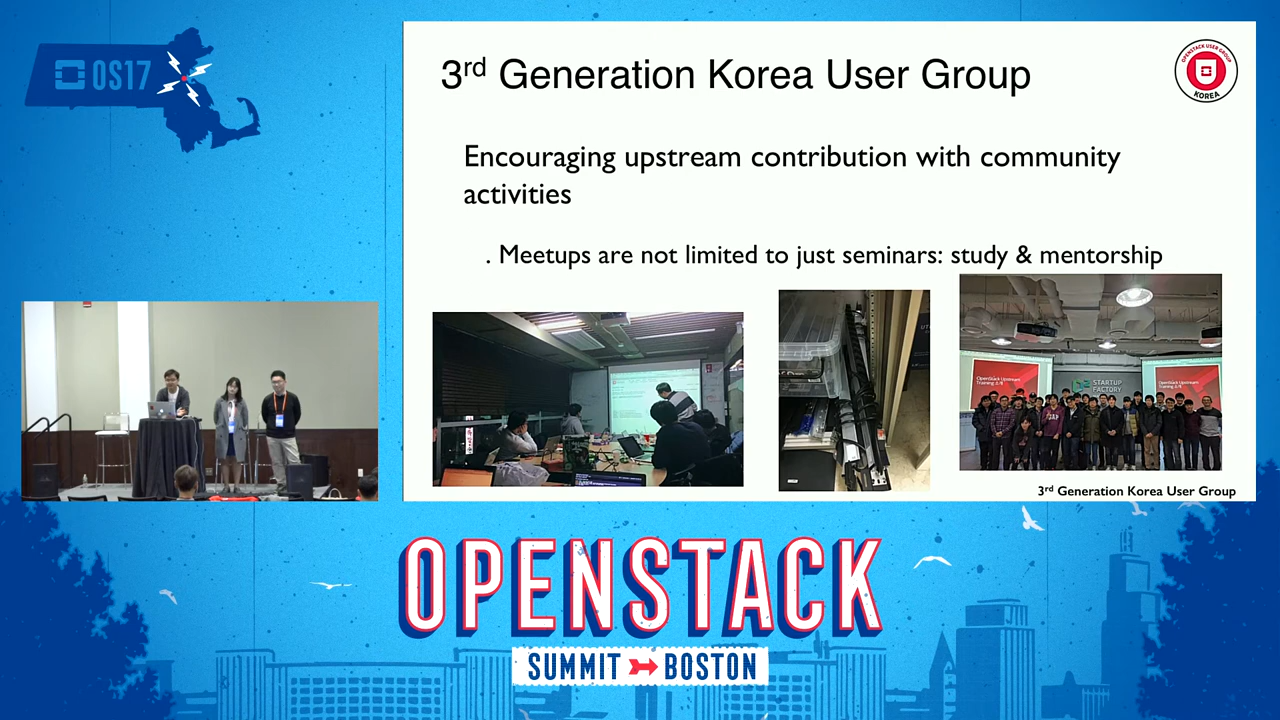 OS17
3rd Generation Korea User Group
OPENSTACK USER GROUP
KOREA
Encouraging upstream contribution with community
activities
. Meetups are not limited to just seminars: study & mentorship
OpenStack Upstream
Training
STARTUP
FACTORY
OpenStack Upstream
Training
3rd Generation Korea User Group
OPENSTACK
SUMMIT BOSTON